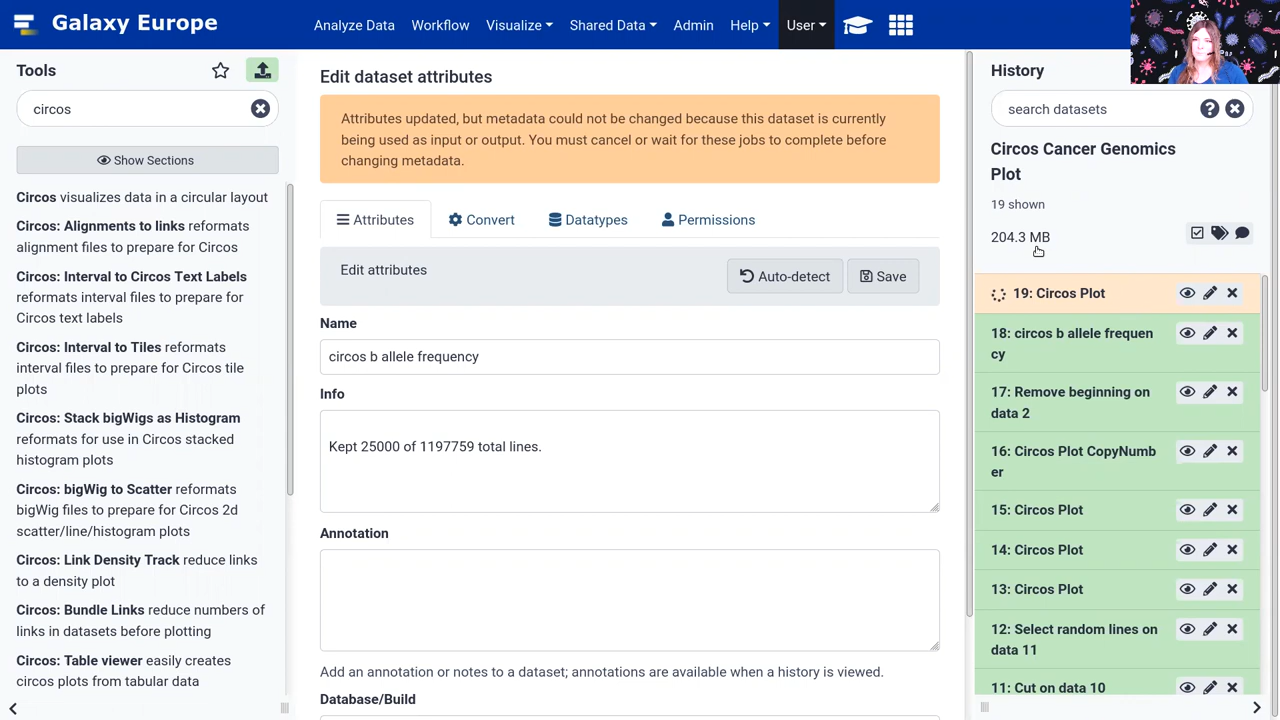 Galaxy Europe
Analyze Data
Workflow
Visualize
Shared Data
Admin
Help
User
Tools
circos
Show Sections
Circos visualizes data in a circular layout
Circos: Alignments to links reformats
alignment files to prepare for Circos
Circos: Interval to Circos Text Labels
reformats interval files to prepare for
Circos text labels
Circos: Interval to Tiles reformats
interval files to prepare for Circos tile
plots
Circos: Stack bigWigs as Histogram
reformats for use in Circos stacked
histogram plots
Circos: bigWig to Scatter reformats
bigWig files to prepare for Circos 2d
scatter/line/histogram plots
Circos: Link Density Track reduce links
to a density plot
Circos: Bundle Links reduce numbers of
links in datasets before plotting
Circos: Table viewer easily creates
circos plots from tabular data
Edit dataset attributes
Attributes updated, but metadata could not be changed because this dataset is currently
being used as input or output. You must cancel or wait for these jobs to complete before
changing metadata.
Attributes
Convert
Datatypes
Permissions
Edit attributes
Auto-detect
Save
Name
circos b allele frequency
Info
Kept 25000 of 1197759 total lines.
Annotation
Add an annotation or notes to a dataset; annotations are available when a history is viewed.
Database/Build
History
search datasets
Circos Cancer Genomics
Plot
19 shown
204.3 MB
19: Circos Plot
18: circos b allele frequen
cy
17: Remove beginning on
data 2
16: Circos Plot CopyNumb
er
15: Circos Plot
14: Circos Plot
13: Circos Plot
12: Select random lines on
data 11
11: Cut on data 10